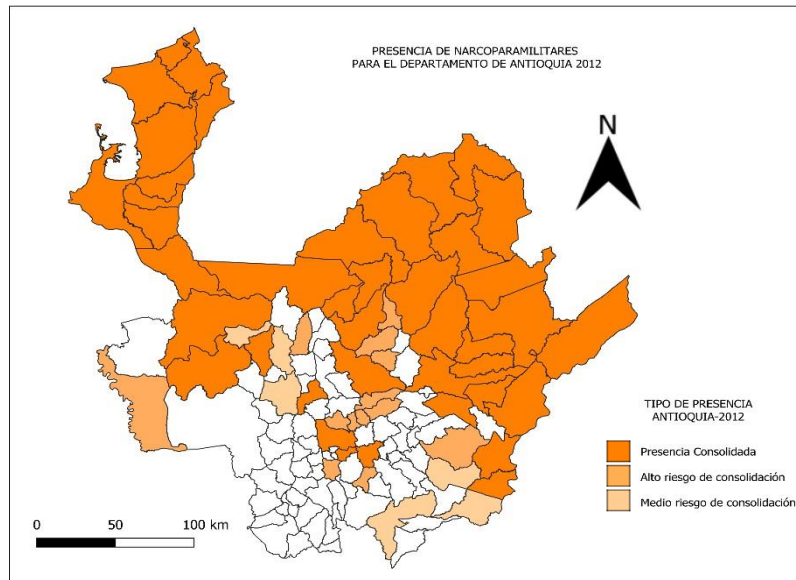 PRESENCIA DE NARCOPARAMILITARES
PARA EL DEPARTAMENTO DE ANTIOQUIA 2012
N
TIPO DE PRESENCIA
ANTIOQUIA-2012
Presencia Consolidada
Alto riesgo de consolidación
Medio riesgo de consolidación
0 50 100 km